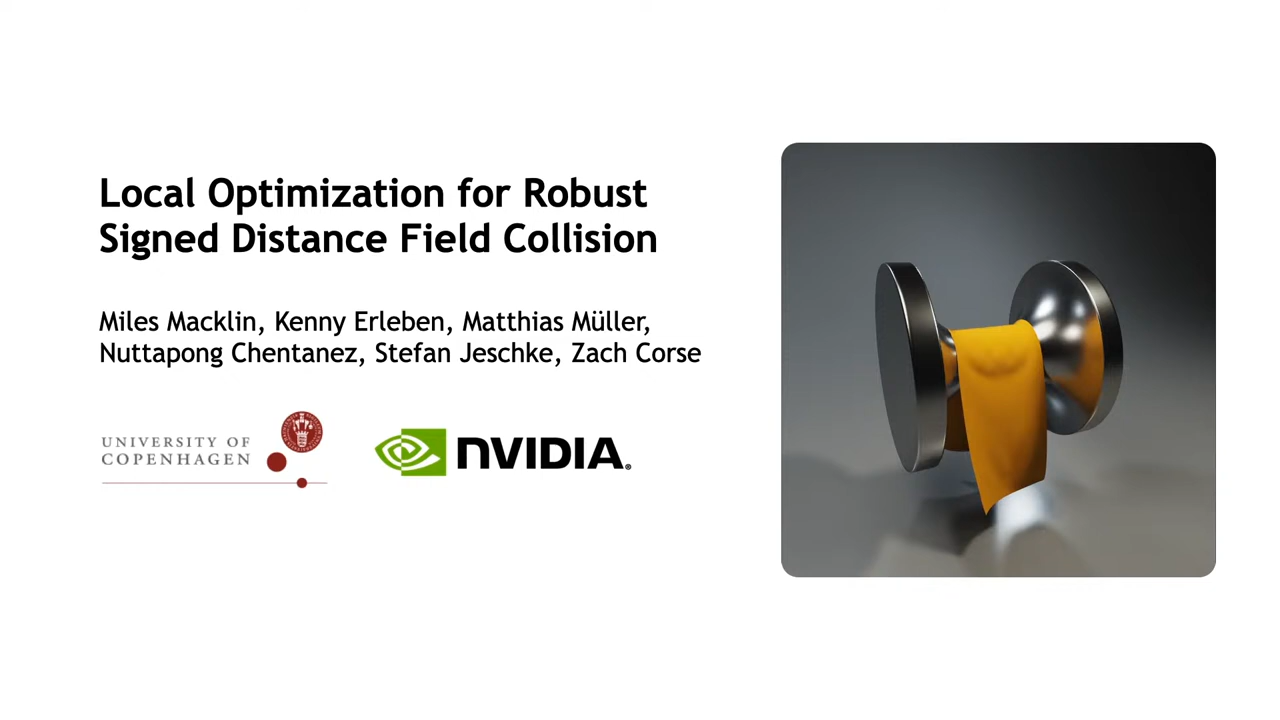 Local Optimization for Robust
Signed Distance Field Collision
Miles Macklin, Kenny Erleben, Matthias Müller,
Nuttapong Chentanez, Stefan Jeschke, Zach Corse
UNIVERSITY OF
COPENHAGEN
NVIDIA®